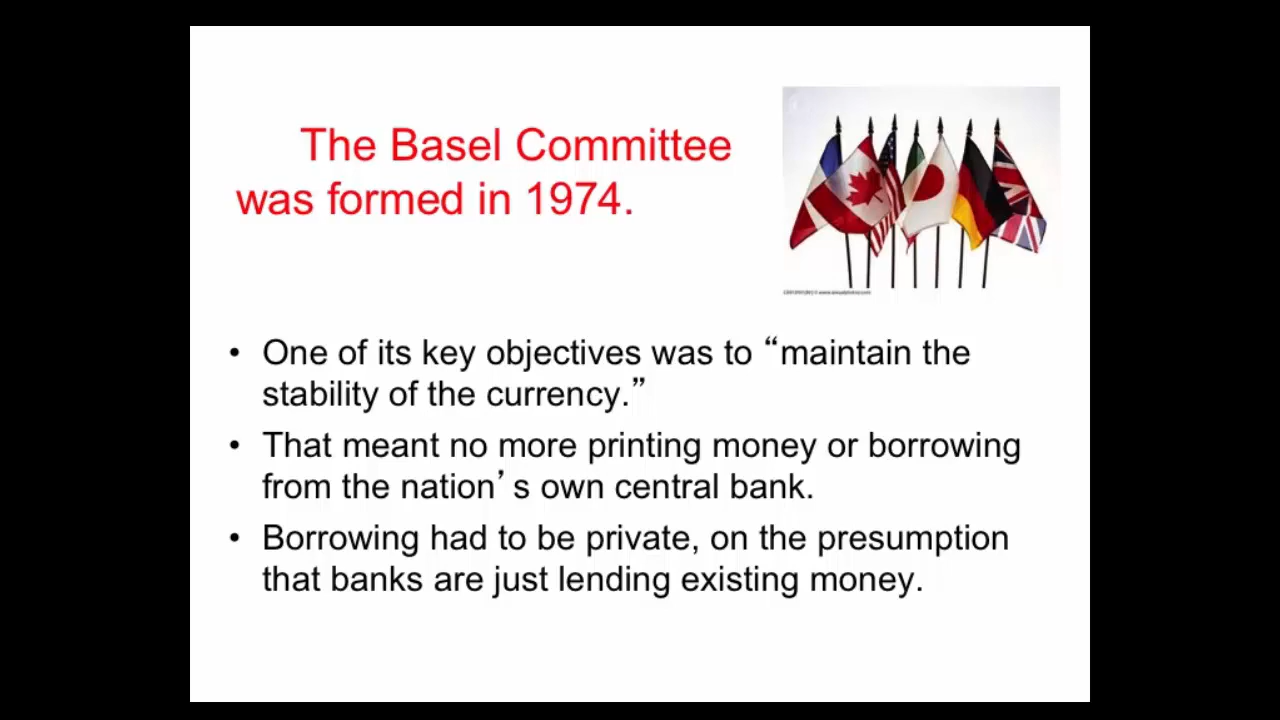 The Basel Committee
was formed in 1974.
• One of its key objectives was to “maintain the
stability of the currency.”
• That meant no more printing money or borrowing
from the nation’s own central bank.
• Borrowing had to be private, on the presumption
that banks are just lending existing money.